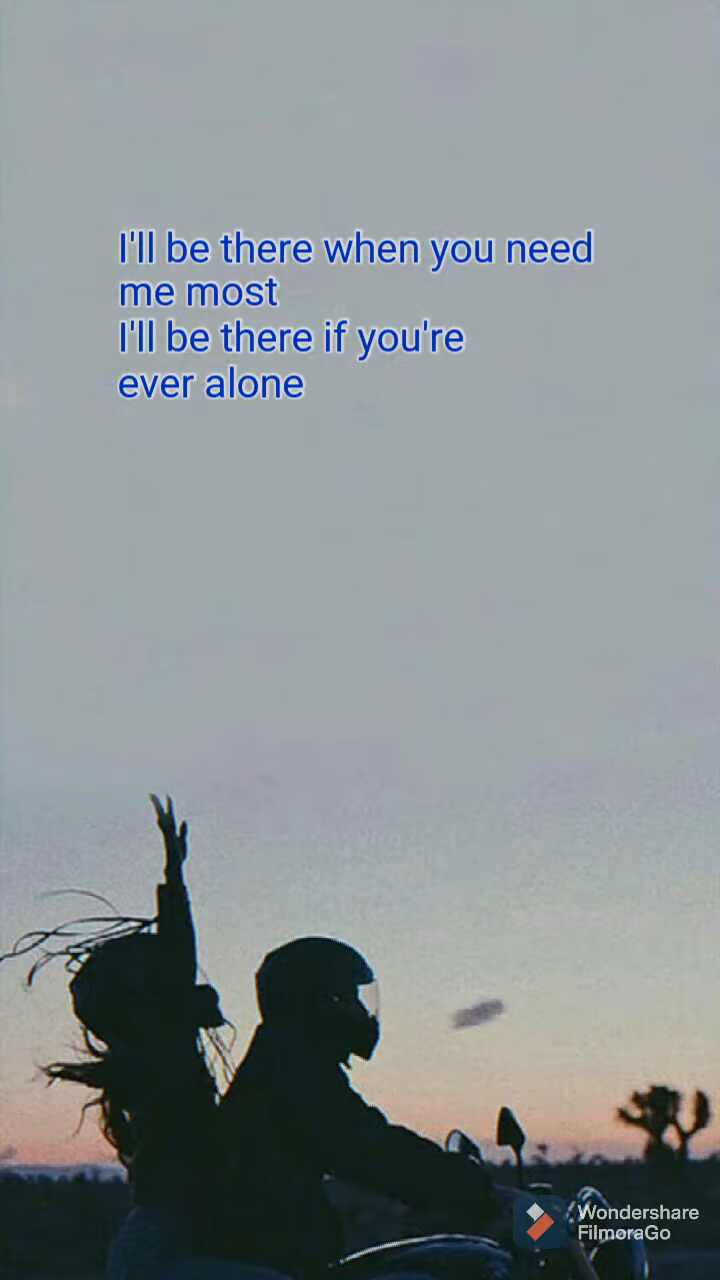 I'll be there when you need
me most
I'll be there if you're
ever alone
Wondershare
FilmoraGo